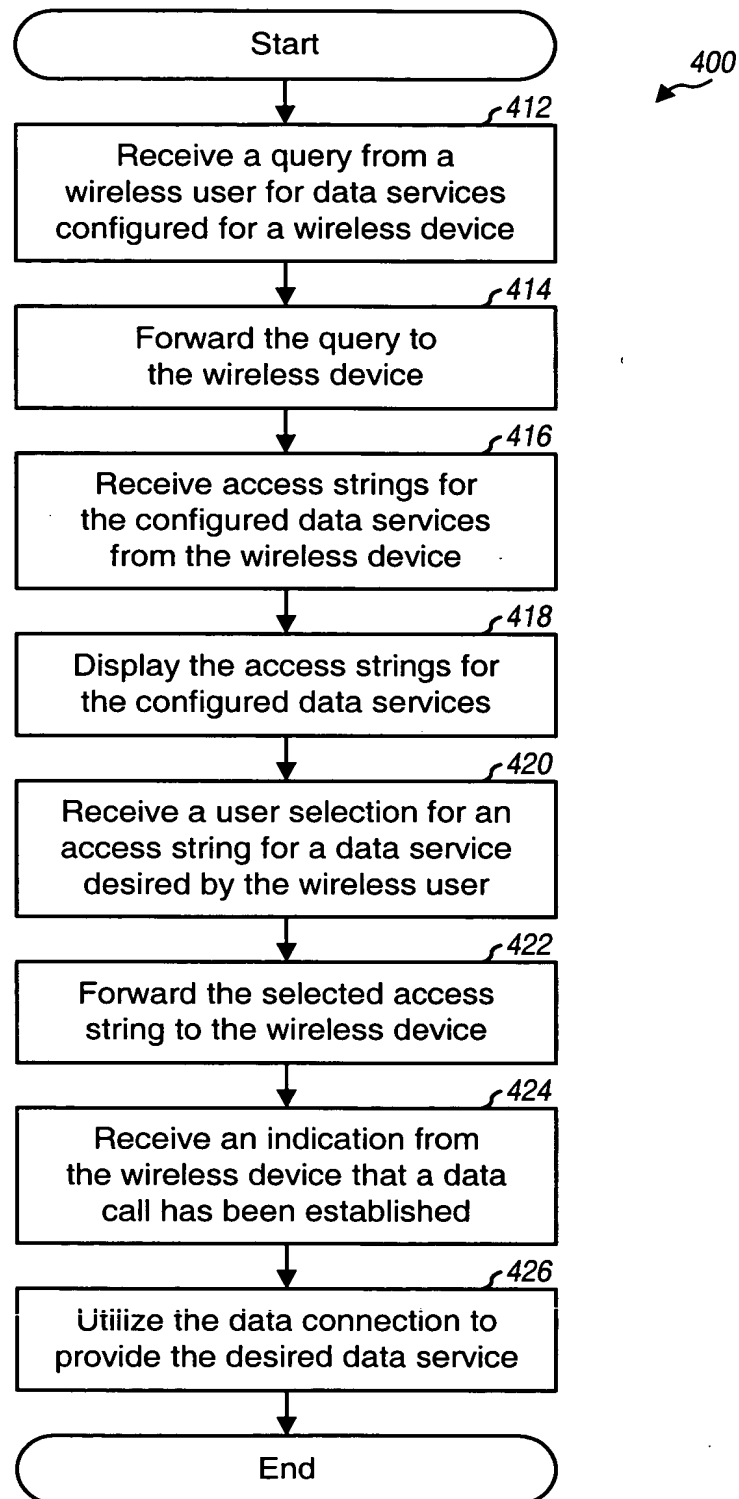 Start
400
412
Receive a query from a
wireless user for data services
configured for a wireless device
414
Forward the query to
the wireless device
416
Receive access strings for
the configured data services
from the wireless device
418
Display the access strings for
the configured data services
420
Receive a user selection for an
access string for a data service
desired by the wireless user
422
Forward the selected access
string to the wireless device
424
Receive an indication from
the wireless device that a data
call has been established
426
Utilize the data connection to
provide the desired data service
End